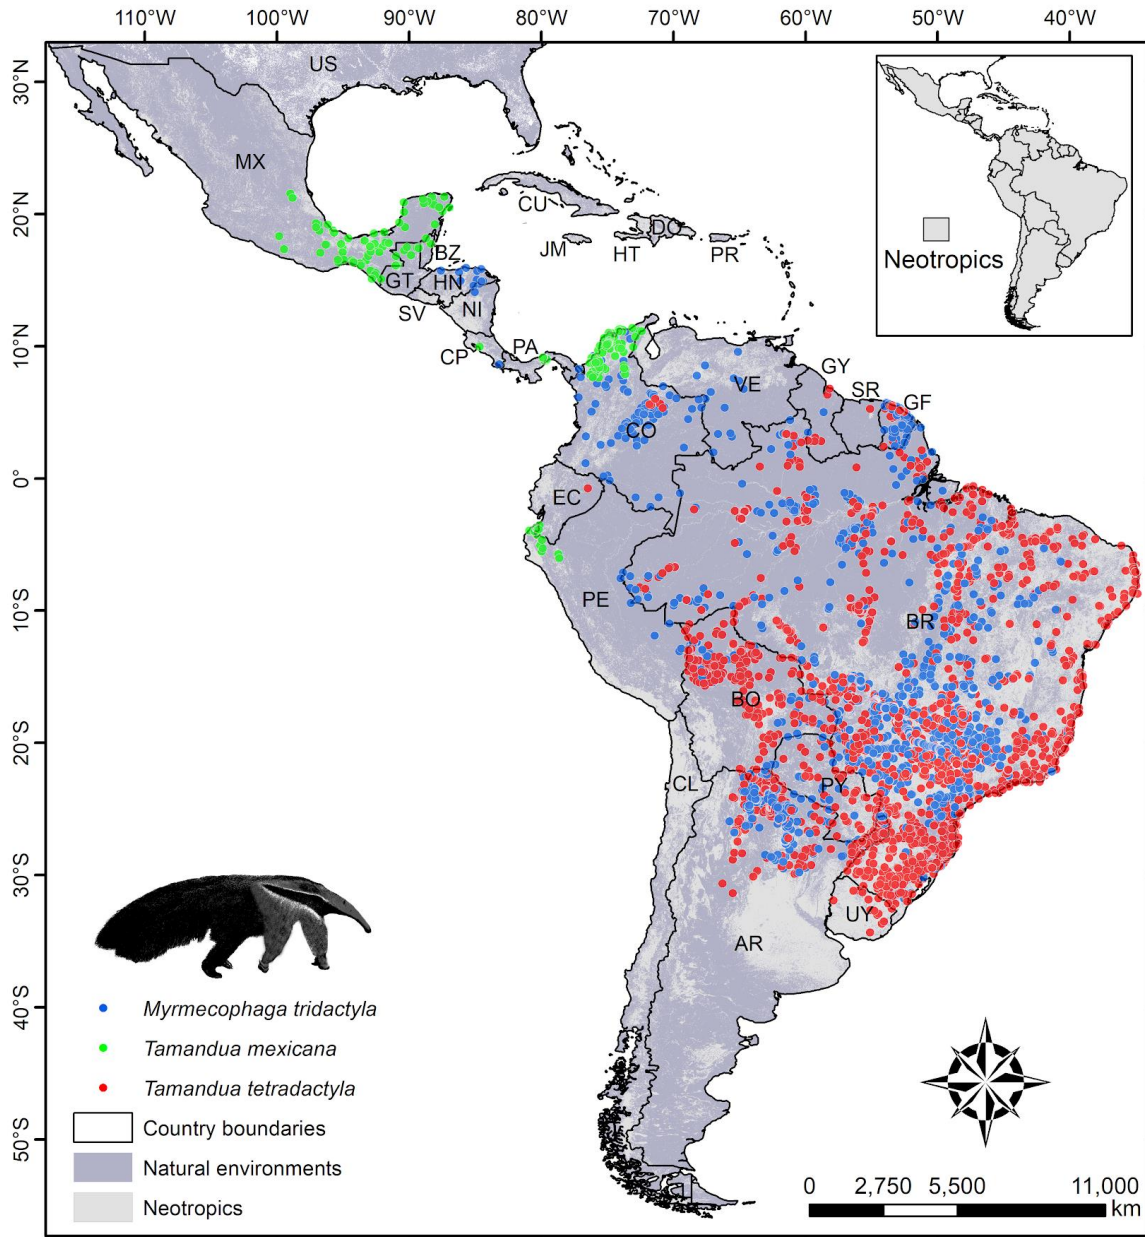 110°W 100°W 90°W 80°W 70°W 60°W 50°W 40°W
30°N
20°N
10°N
0°
10°S
20°S
30°S
40°S
50°S
US
MX
CU
DO
JM
HT
PR
BZ
GT
HN
SV
NI
CP
PA
VE
GY
SR
GF
CO
EC
PE
BR
BO
PY
CL
UY
AR
Neotropics
Myrmecophaga tridactyla
Tamandua mexicana
Tamandua tetradactyla
Country boundaries
Natural environments
Neotropics
0 2,750 5,500 11,000
km